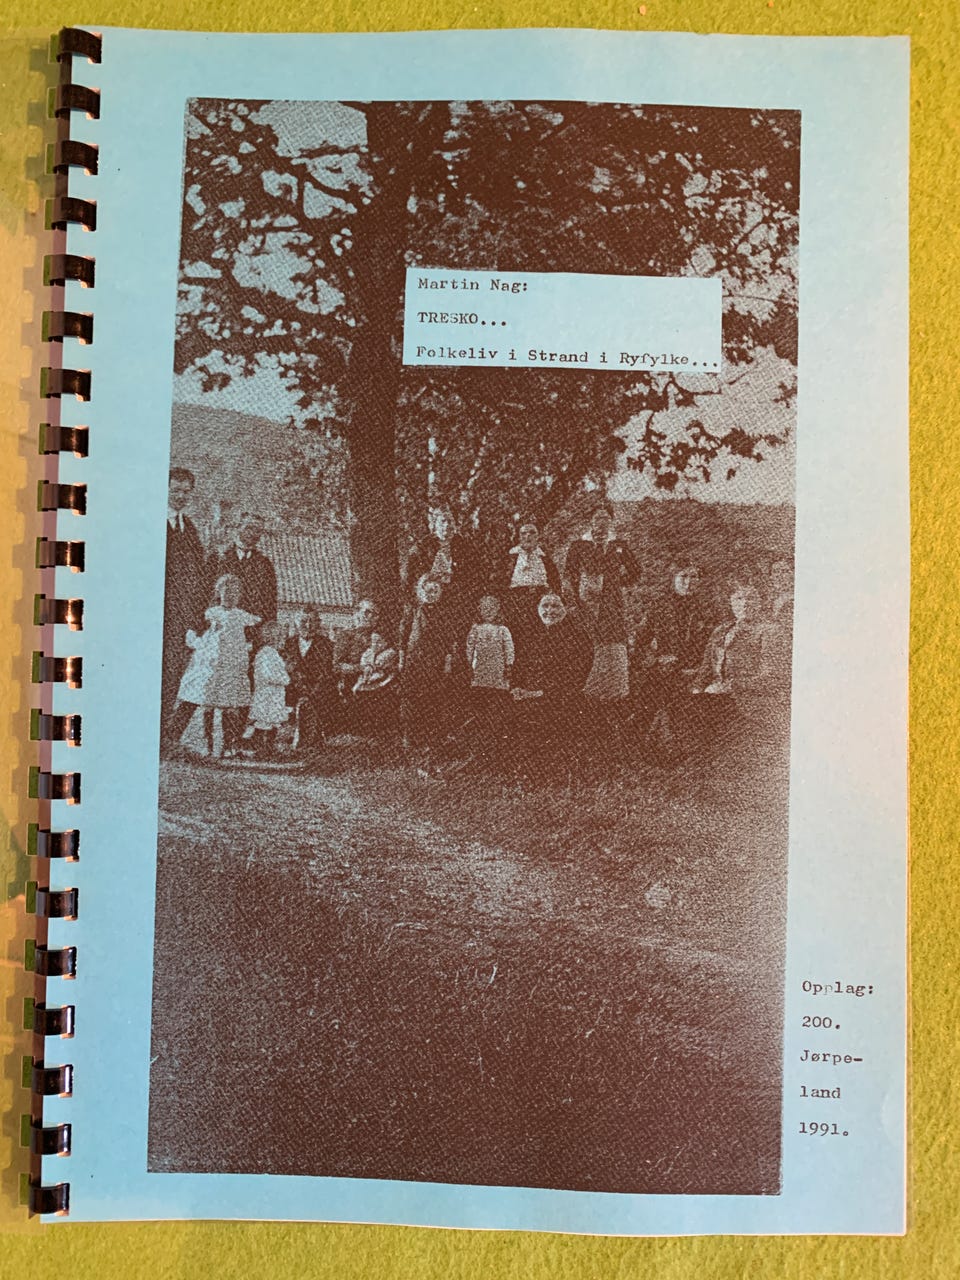 Martin Nag:
TRESKO...
Folkeliv i Strand i Ryfylke...
Opplag:
200.
Jørpe-
land
1991.